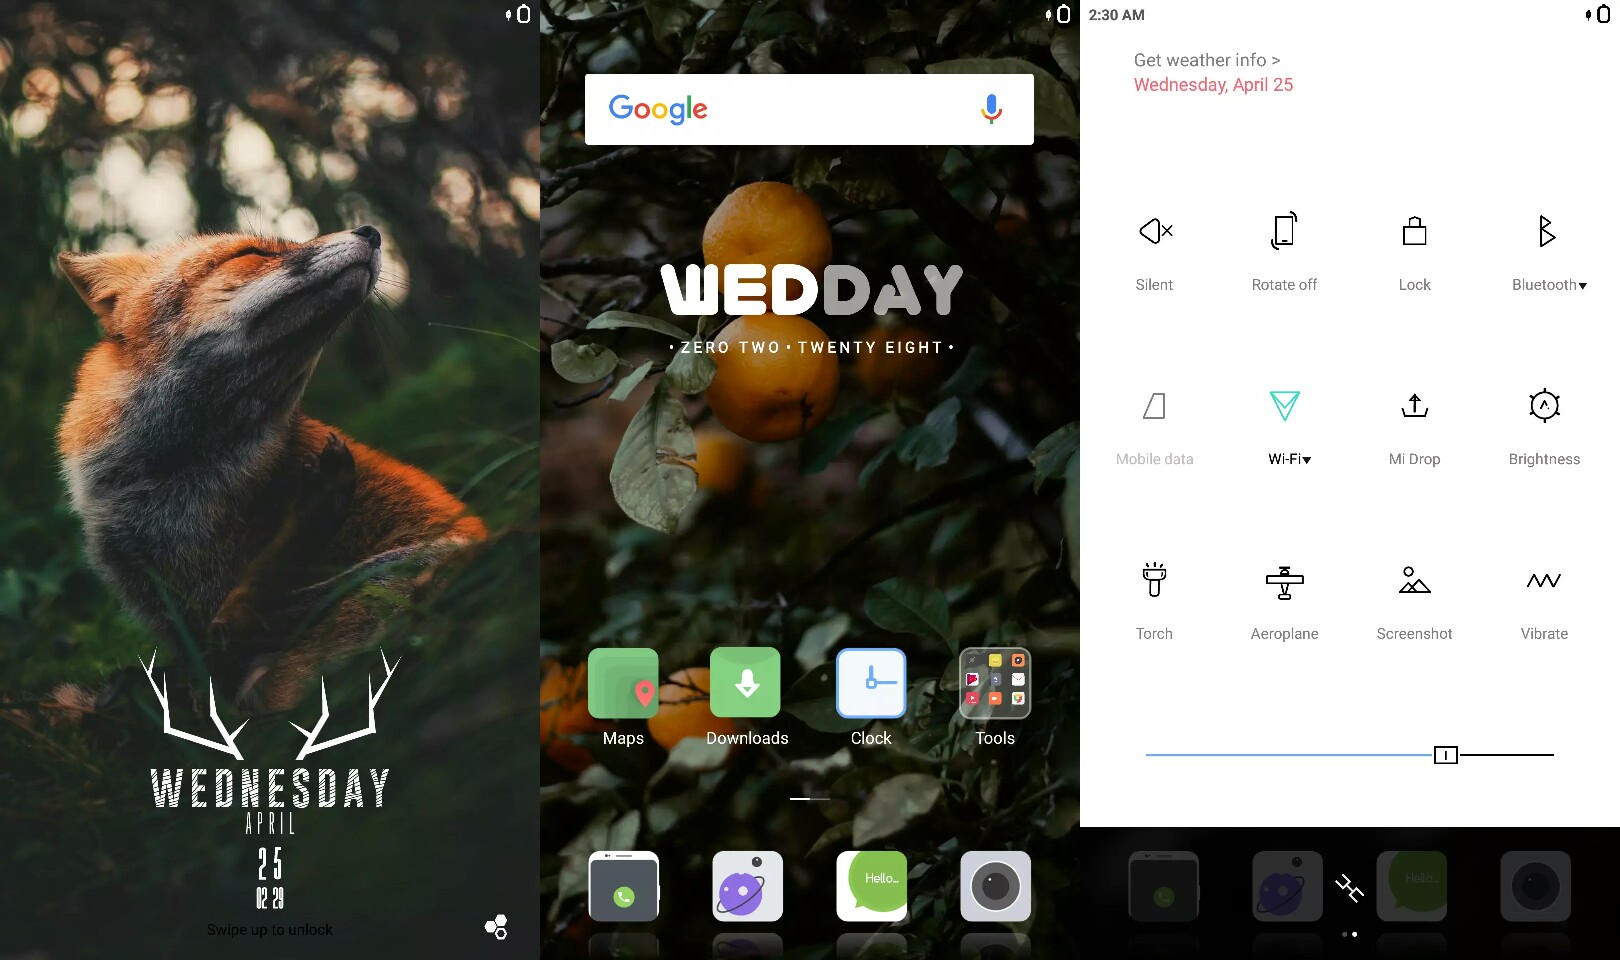 WEDNESDAY
APRIL
25
02 29
Swipe up to unlock
Google
WEDDAY
• ZERO TWO • TWENTY EIGHT •
Maps
Downloads
Clock
Tools
Hello...
2:30 AM
Get weather info >
Wednesday, April 25
Silent
Rotate off
Lock
Bluetooth
Mobile data
Wi-Fi
Mi Drop
Brightness
Torch
Aeroplane
Screenshot
Vibrate
Hello...